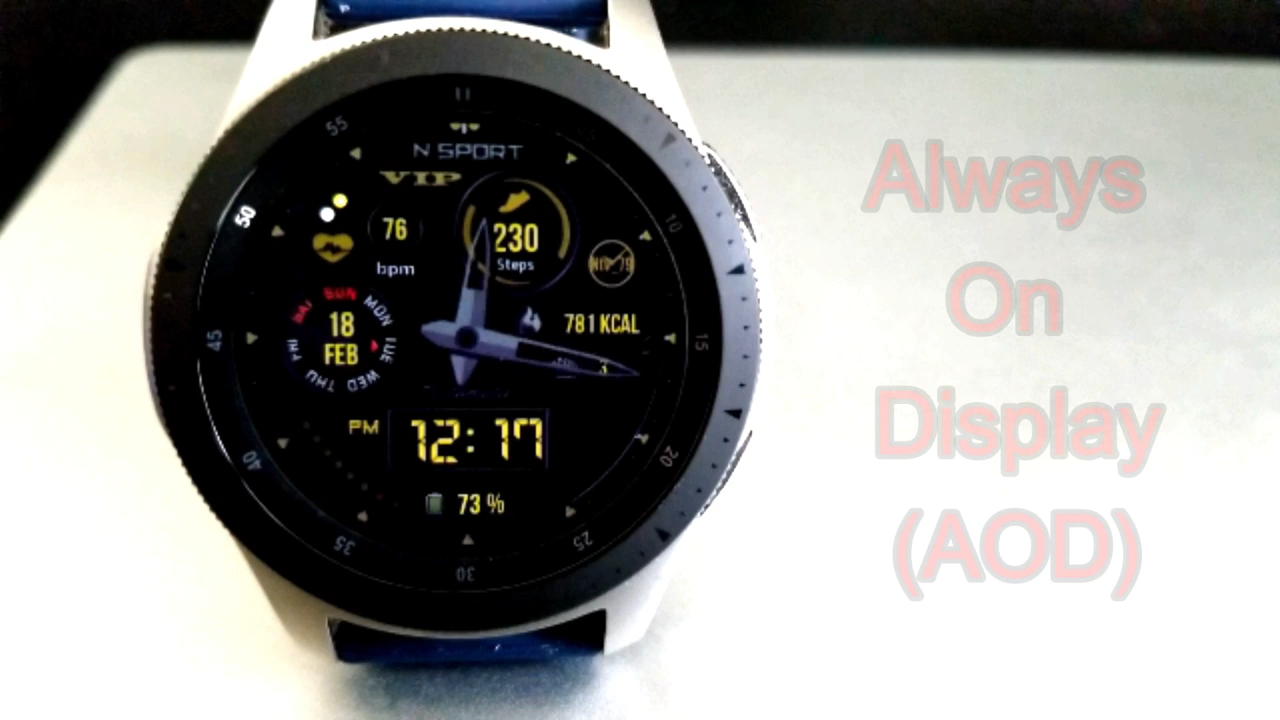 N SPORT
VIP
76
bpm
230
Steps
SUN
MON
TUE
WED
THU
18
FEB
781 KCAL
PM
12:17
73 %
10
15
20
25
30
35
40
45
50
55
Always
On
Display
(AOD)